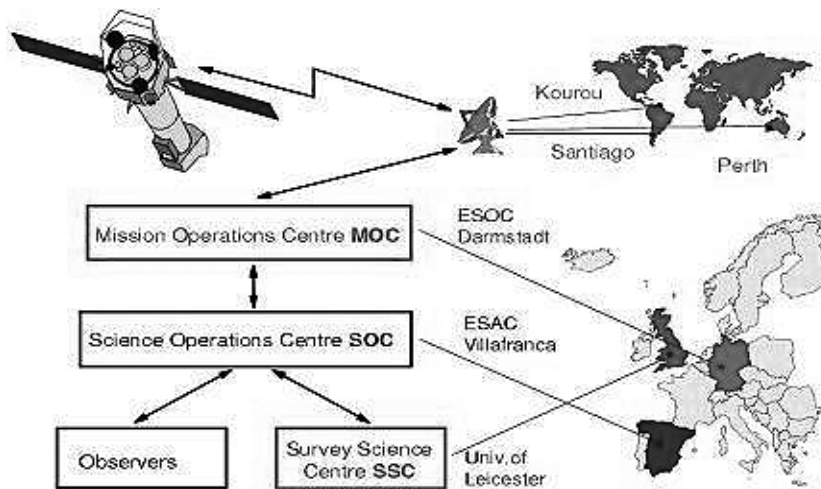 Kourou
Santiago
Perth
Mission Operations Centre MOC
ESOC
Darmstadt
Science Operations Centre SOC
ESAC
Villafranca
Observers
Survey Science
Centre SSC
Univ.of
Leicester